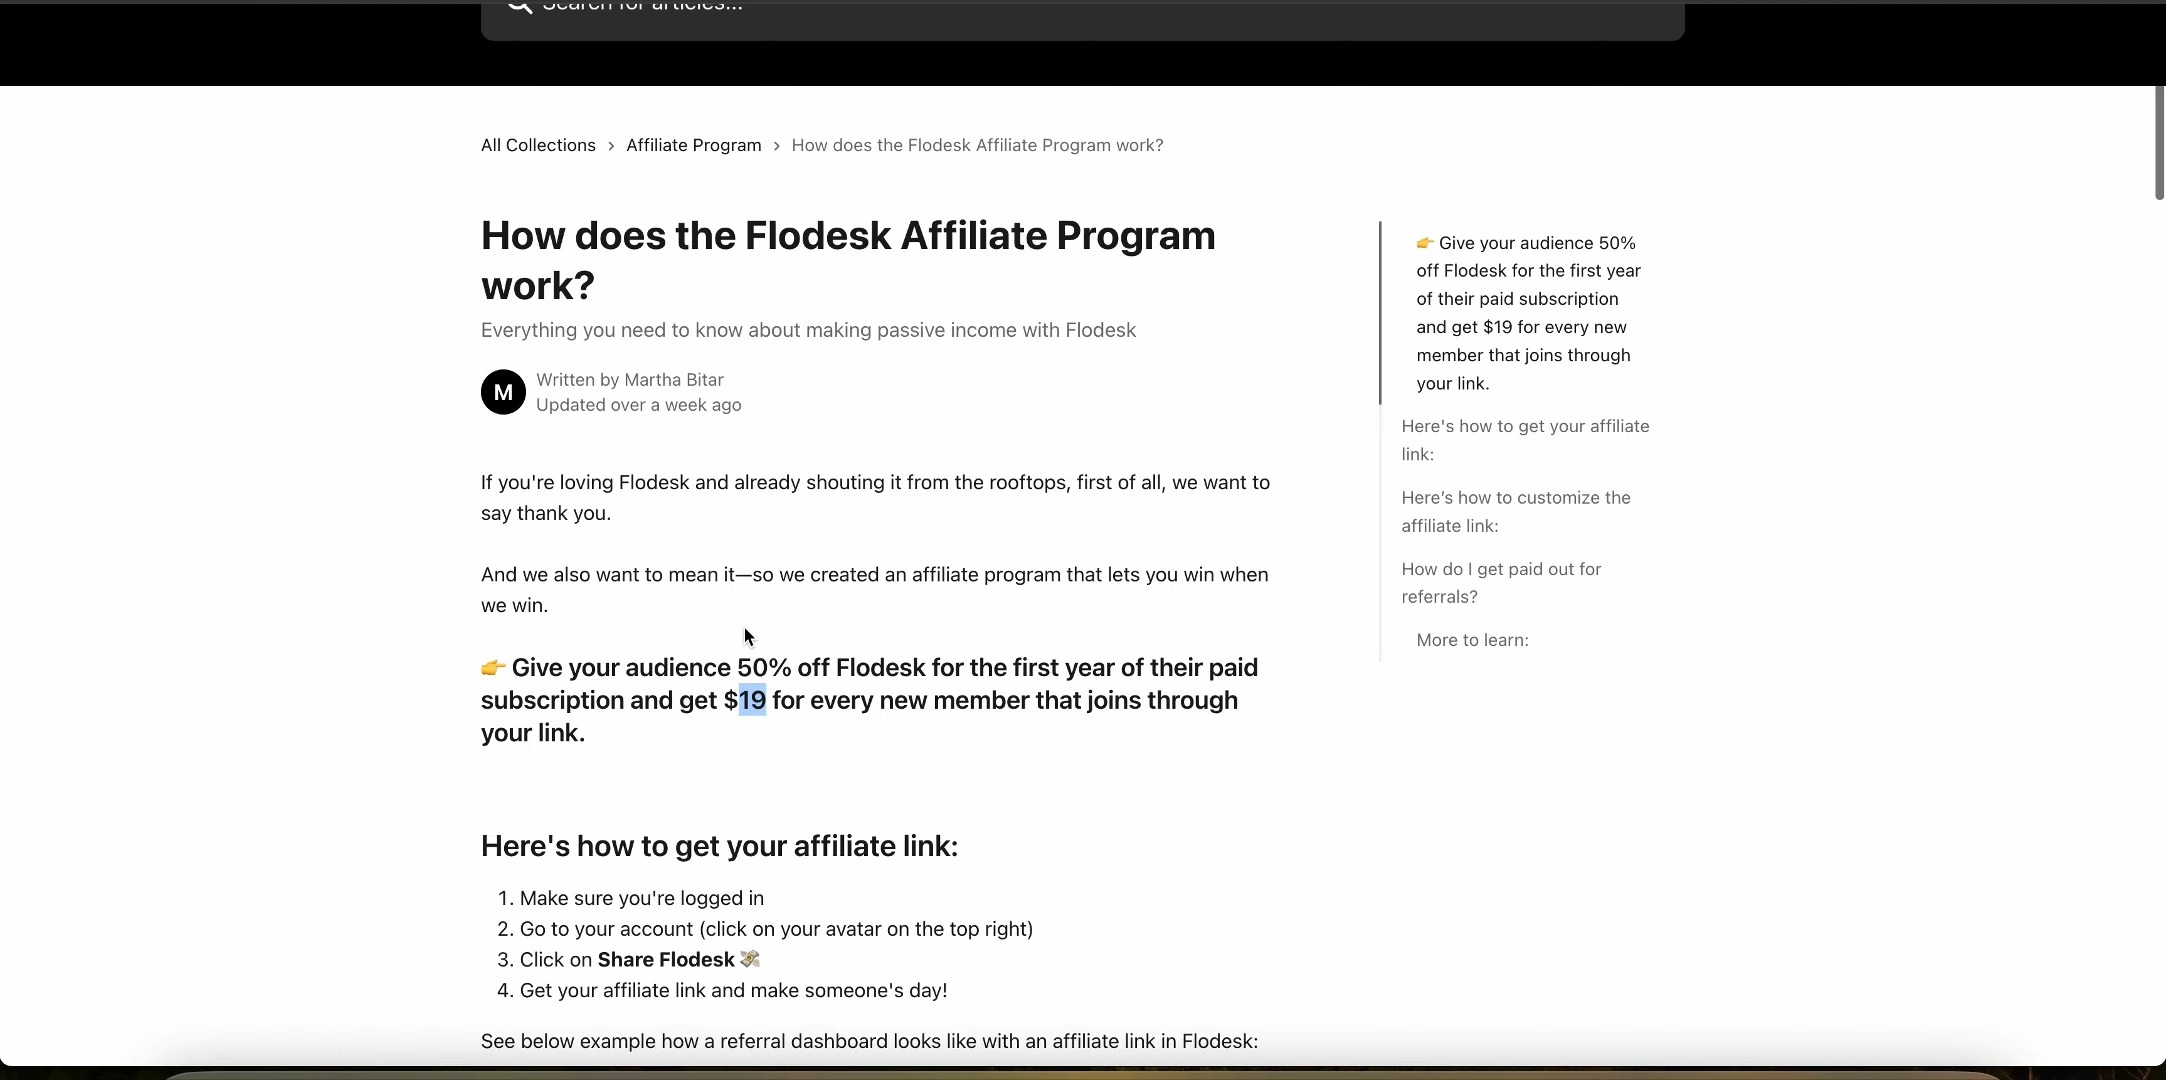 Search for articles...
All Collections > Affiliate Program > How does the Flodesk Affiliate Program work?
How does the Flodesk Affiliate Program
work?
Everything you need to know about making passive income with Flodesk
M
Written by Martha Bitar
Updated over a week ago
If you're loving Flodesk and already shouting it from the rooftops, first of all, we want to
say thank you.
And we also want to mean it—so we created an affiliate program that lets you win when
we win.
👉 Give your audience 50% off Flodesk for the first year of their paid
subscription and get $19 for every new member that joins through
your link.
Here's how to get your affiliate link:
1. Make sure you're logged in
2. Go to your account (click on your avatar on the top right)
3. Click on Share Flodesk 💸
4. Get your affiliate link and make someone's day!
See below example how a referral dashboard looks like with an affiliate link in Flodesk:
👉 Give your audience 50%
off Flodesk for the first year
of their paid subscription
and get $19 for every new
member that joins through
your link.
Here's how to get your affiliate
link:
Here's how to customize the
affiliate link:
How do I get paid out for
referrals?
More to learn: